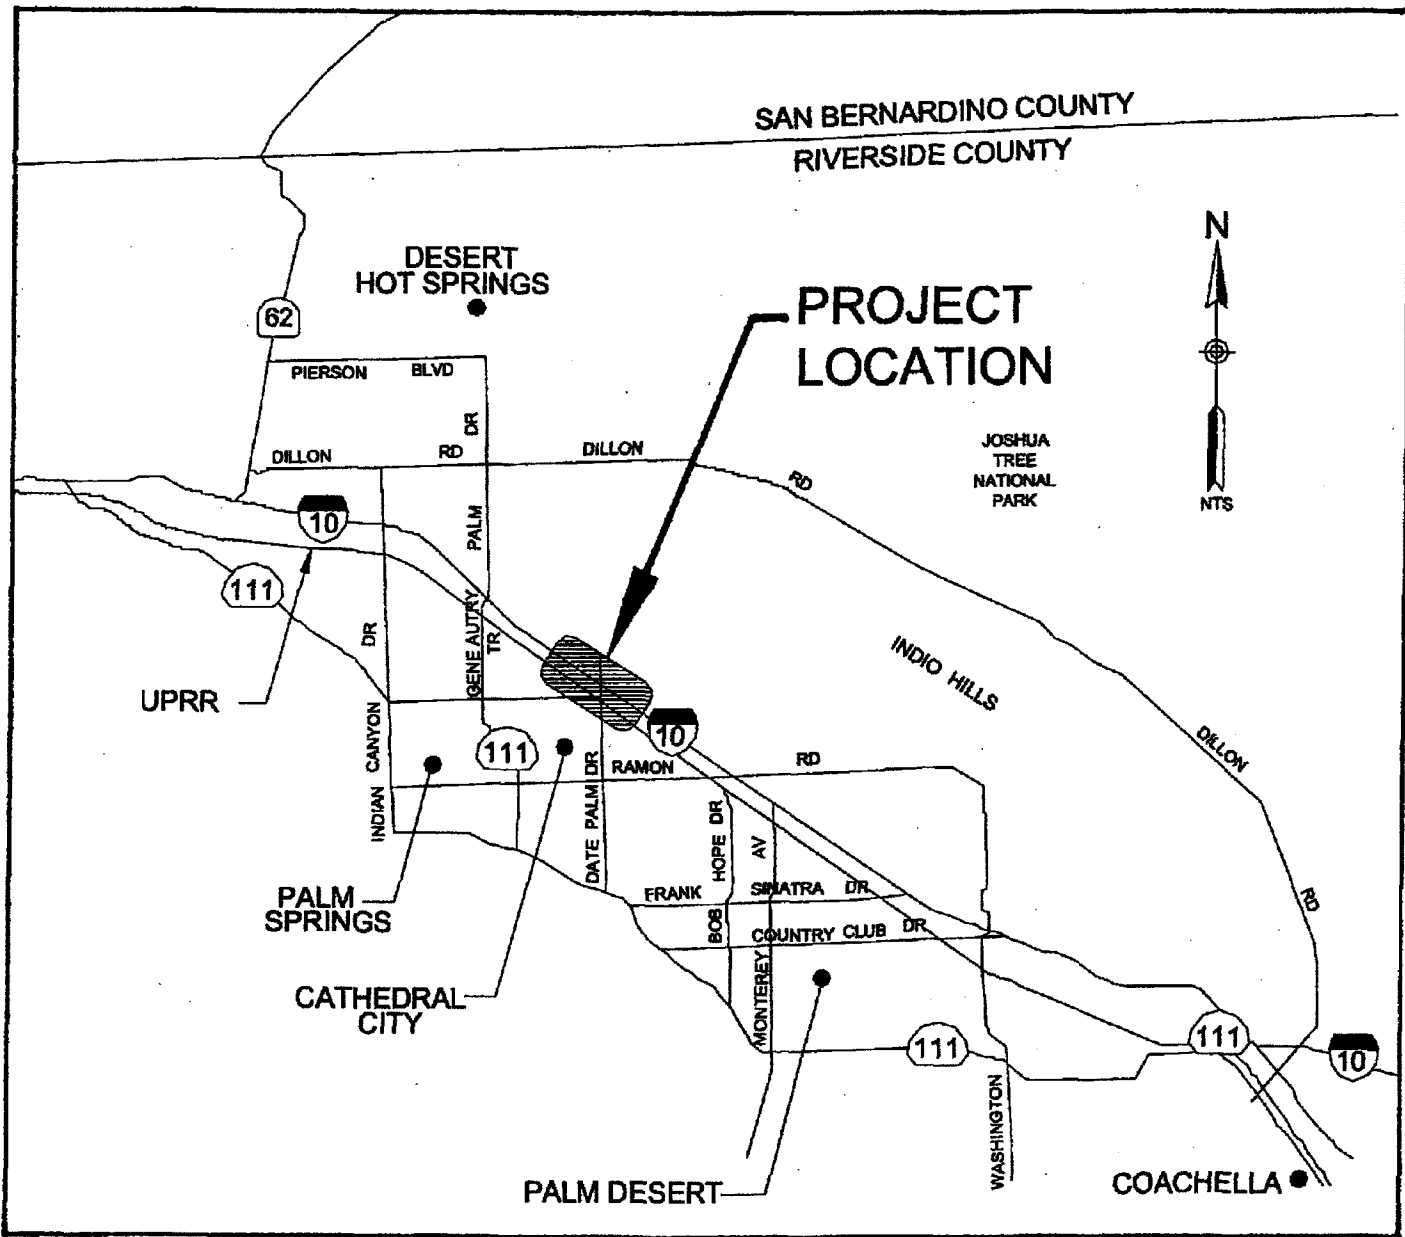 SAN BERNARDINO COUNTY
RIVERSIDE COUNTY
N
DESERT
HOT SPRINGS
PROJECT
LOCATION
62
PIERSON BLVD
DR
JOSHUA
TREE
NATIONAL
PARK
NTS
DILLON RD DILLON RD
10
PALM
111
GENE AUTRY
TR
DR
INDIO HILLS
UPRR
10
DILLON
INDIAN CANYON
111
RAMON RD
DATE PALM DR
HOPE DR
AV
PALM
SPRINGS
FRANK SINATRA DR
RD
BOB
COUNTRY CLUB DR
MONTEREY
CATHEDRAL
CITY
111
111
10
WASHINGTON
PALM DESERT
COACHELLA